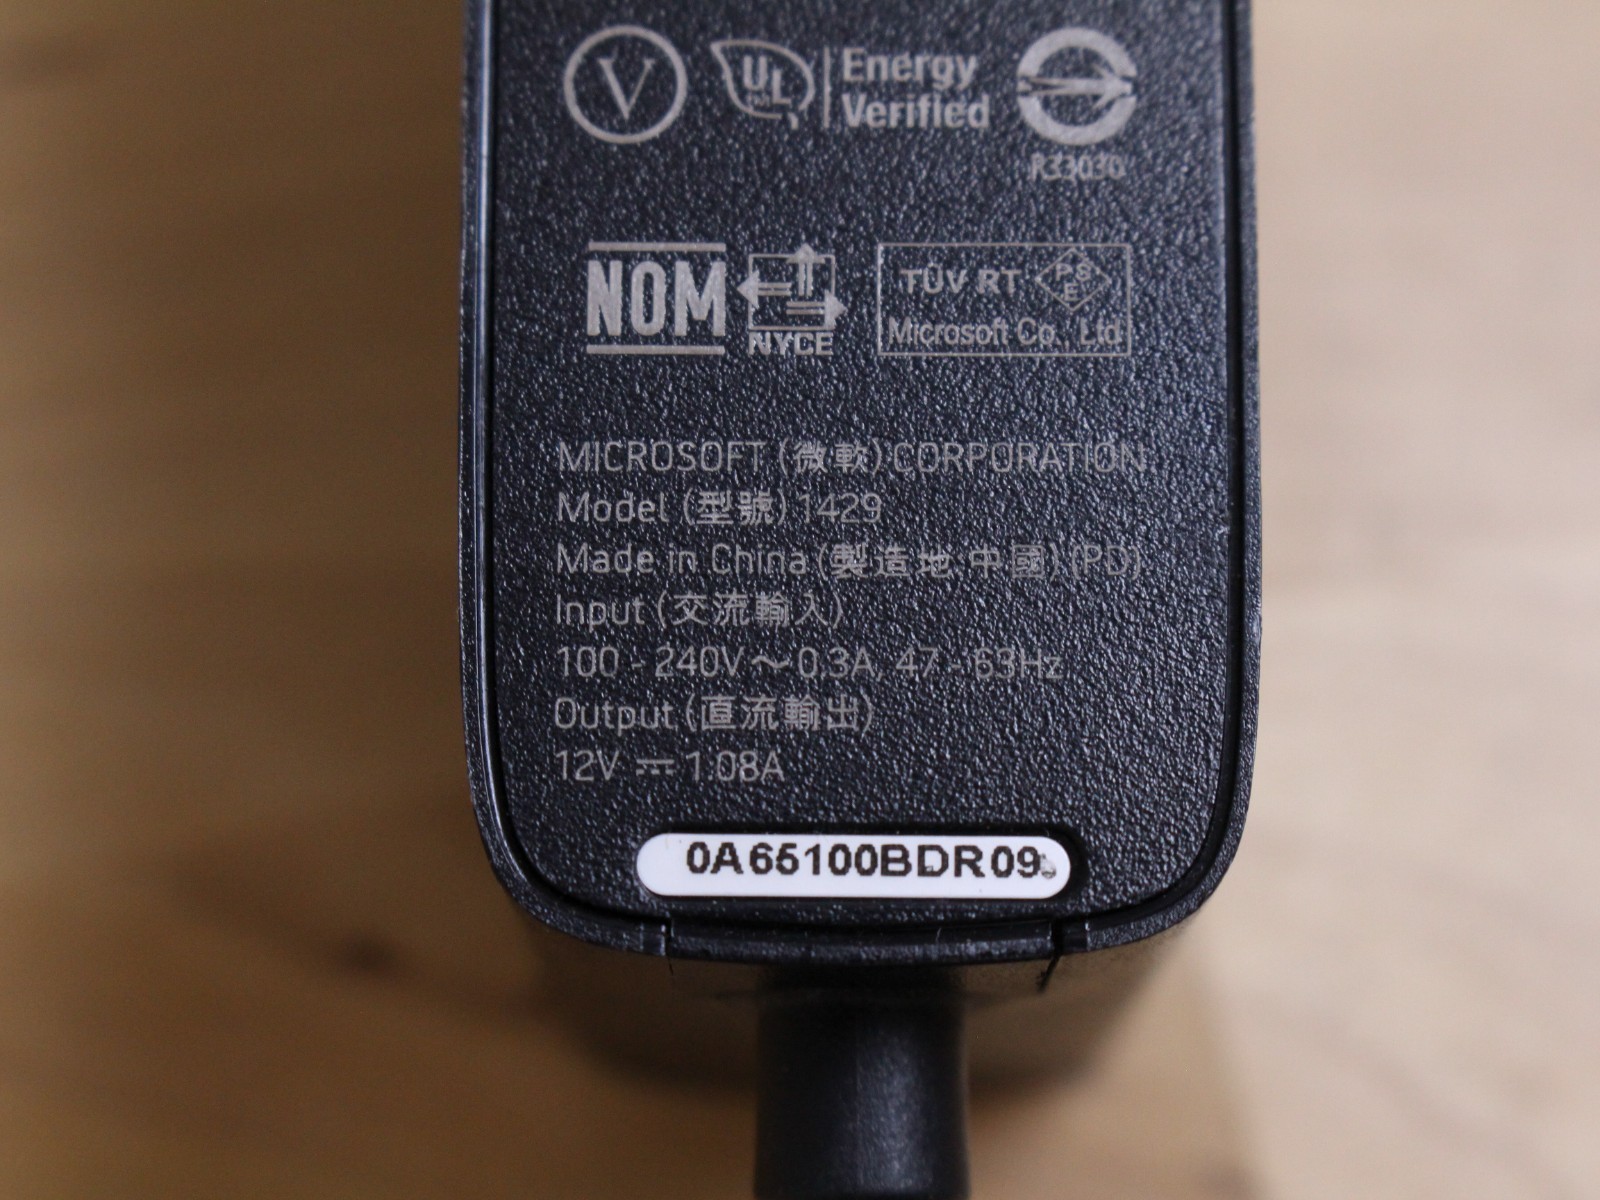 V UL Energy Verified
R33030
NOM NYCE TÜV RT PSE
Microsoft Co., Ltd
MICROSOFT (微軟) CORPORATION
Model (型號) 1429
Made in China (製造地:中國) (PD)
Input (交流輸入)
100 - 240V ~ 0.3A, 47 - 63Hz
Output (直流輸出)
12V ⎓ 1.08A
0A65100BDR09